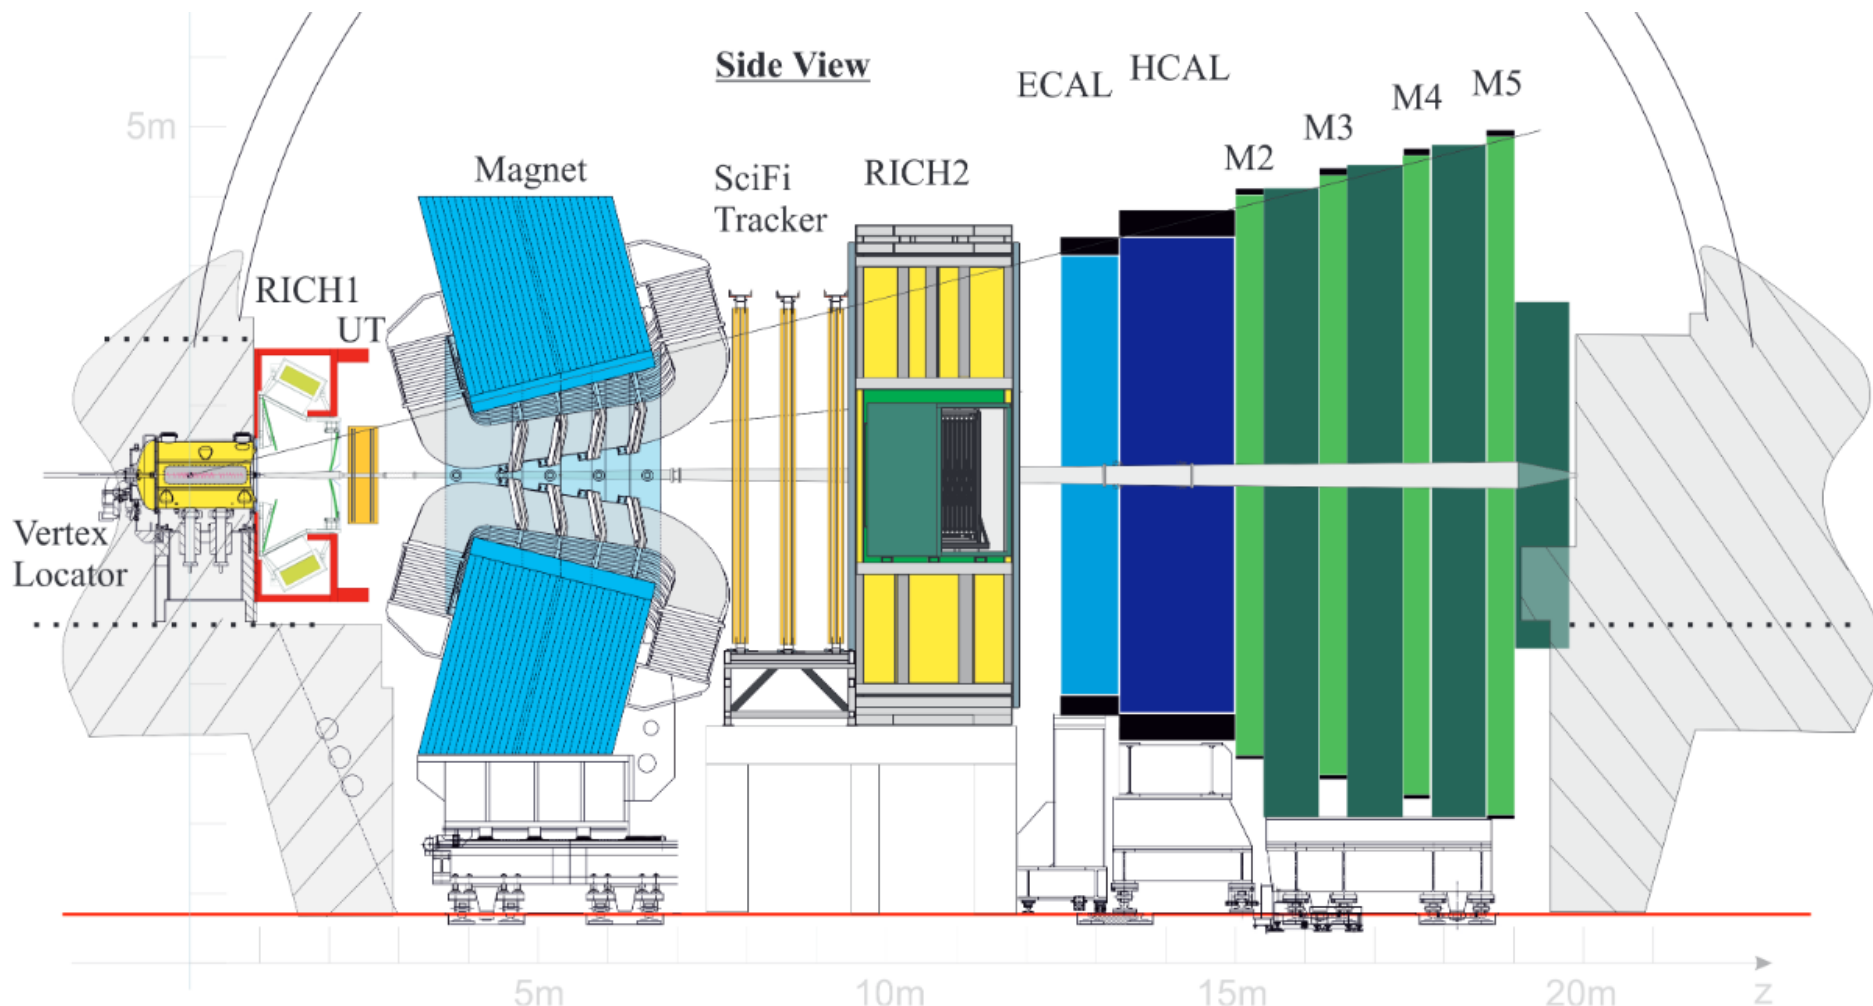 Side View
ECAL
HCAL
M5
M4
M3
M2
5m
Magnet
SciFi
Tracker
RICH2
RICH1
UT
Vertex
Locator
5m
10m
15m
20m
z